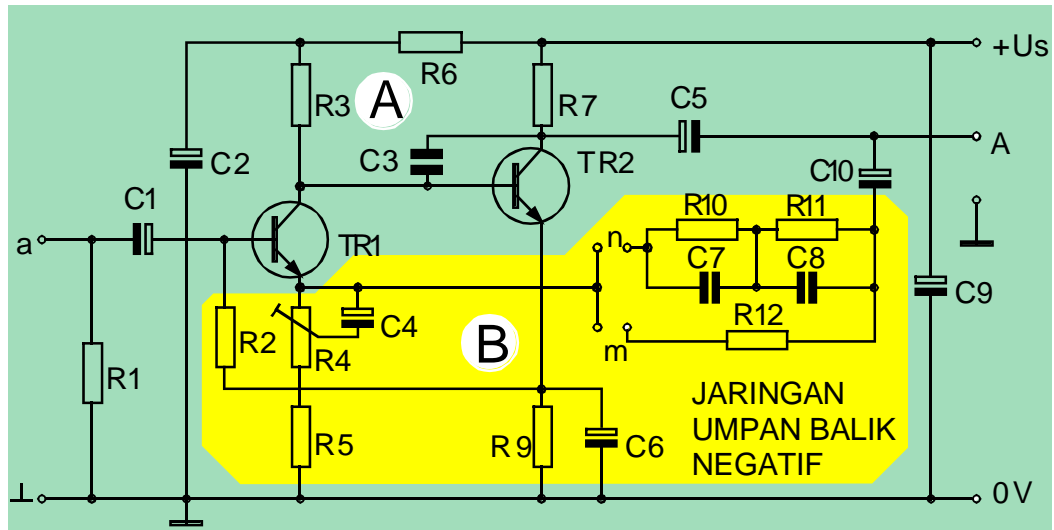 +Us
R6
R3
A
R7
C5
A
C2
C3
TR2
C10
C1
R10
R11
a
TR1
n
C7
C8
C9
R2
R4
C4
B
R12
m
R1
R5
R9
C6
JARINGAN
UMPAN BALIK
NEGATIF
0V